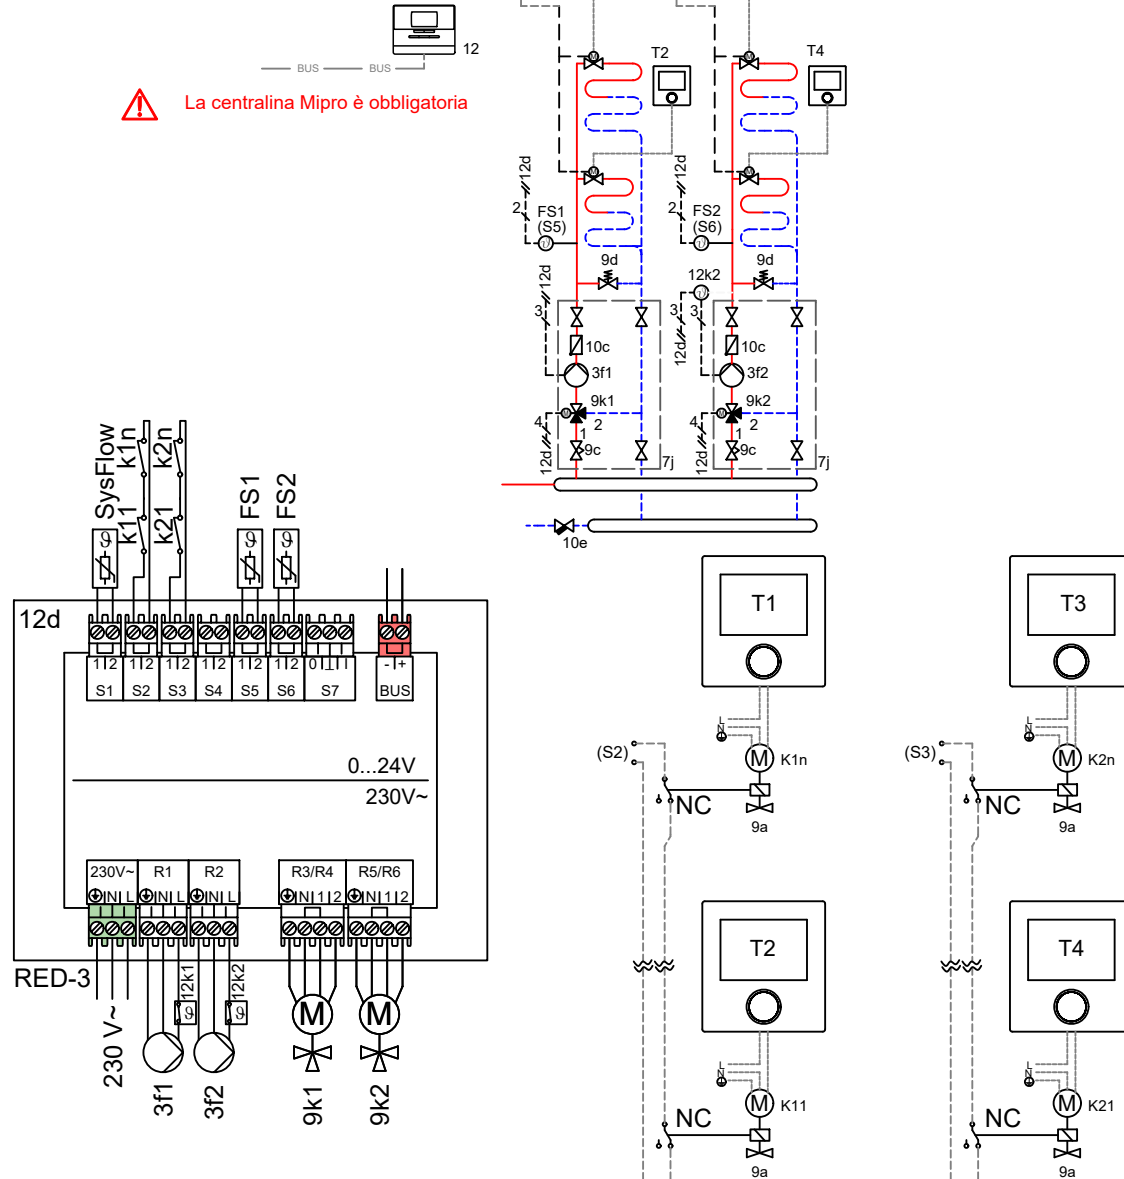 12
BUS
BUS
La centralina Mipro è obbligatoria
M
M
T2
T4
M
M
12d
12d
2
FS1
(S5)
2
FS2
(S6)
9d
12k2
9d
12d
3
3
3
12d
10c
10c
3f1
3f2
9k1
9k2
M
M
4
2
4
2
1
1
12d
9c
12d
9c
7j
7j
10e
SysFlow
k1n
k11
k2n
k21
FS1
FS2
ϑ
ϑ
ϑ
12d
1 2
1 2
1 2
1 2
1 2
1 2
0 ⊥ I
- +
S1
S2
S3
S4
S5
S6
S7
BUS
0...24V
230V~
230V~
R1
R2
R3/R4
R5/R6
N L
N L
N L
N 1 2
N 1 2
RED-3
230 V~
12k1
ϑ
12k2
ϑ
3f1
3f2
M
M
9k1
9k2
T1
T3
L
N
L
N
(S2)
M
K1n
(S3)
M
K2n
NC
NC
9a
9a
T2
T4
L
N
L
N
M
K11
M
K21
NC
NC
9a
9a